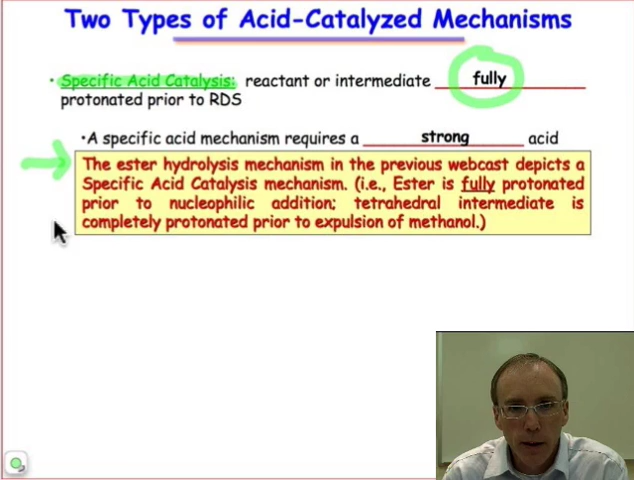 Two Types of Acid-Catalyzed Mechanisms
• Specific Acid Catalysis: reactant or intermediate fully
protonated prior to RDS
•A specific acid mechanism requires a strong acid
The ester hydrolysis mechanism in the previous webcast depicts a
Specific Acid Catalysis mechanism. (i.e., Ester is fully protonated
prior to nucleophilic addition; tetrahedral intermediate is
completely protonated prior to expulsion of methanol.)